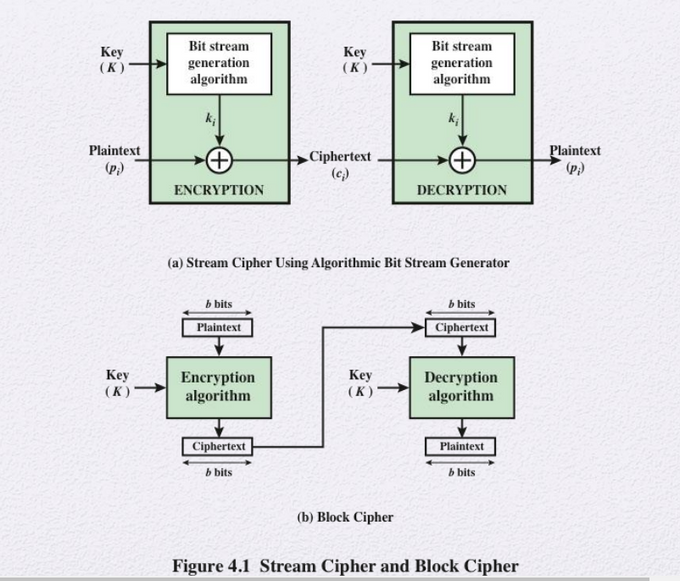 Key
(K)
Bit stream
generation
algorithm
k_i
Plaintext
(p_i)
ENCRYPTION
Ciphertext
(c_i)
Key
(K)
Bit stream
generation
algorithm
k_i
DECRYPTION
Plaintext
(p_i)
(a) Stream Cipher Using Algorithmic Bit Stream Generator
b bits
Plaintext
Key
(K)
Encryption
algorithm
Ciphertext
b bits
b bits
Ciphertext
Key
(K)
Decryption
algorithm
Plaintext
b bits
(b) Block Cipher
Figure 4.1 Stream Cipher and Block Cipher